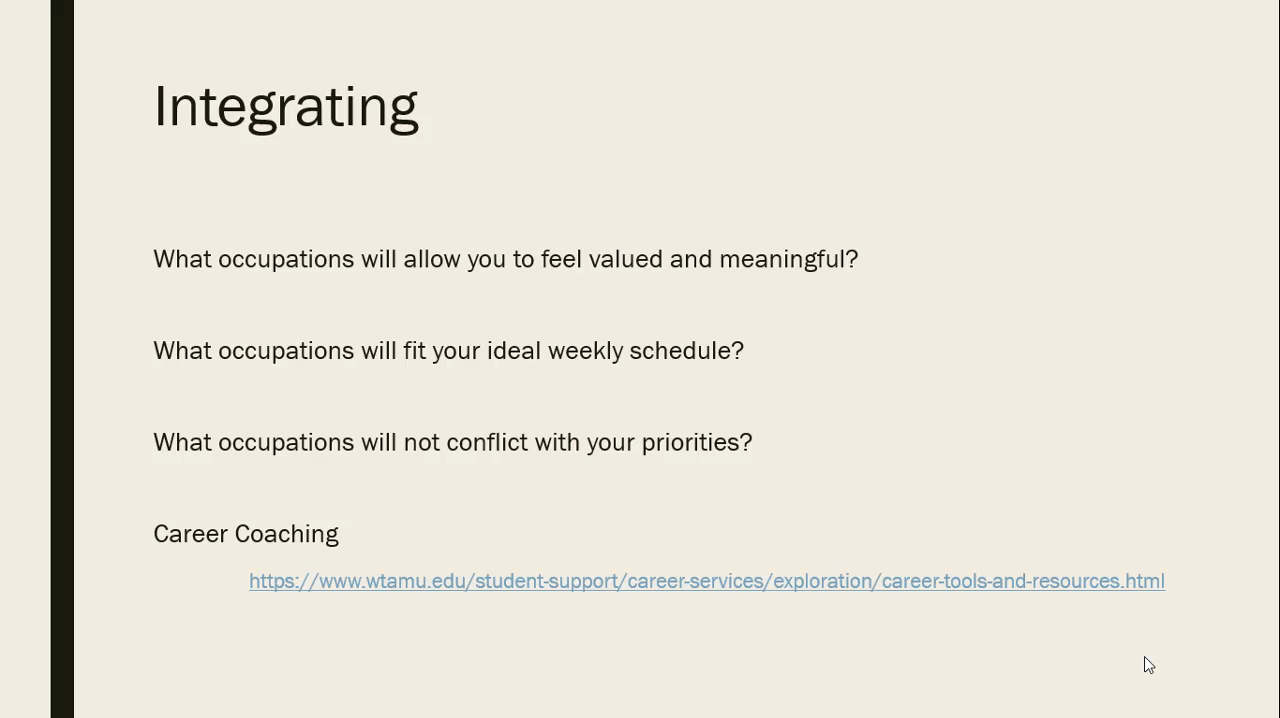 Integrating
What occupations will allow you to feel valued and meaningful?
What occupations will fit your ideal weekly schedule?
What occupations will not conflict with your priorities?
Career Coaching
https://www.wtamu.edu/student-support/career-services/exploration/career-tools-and-resources.html